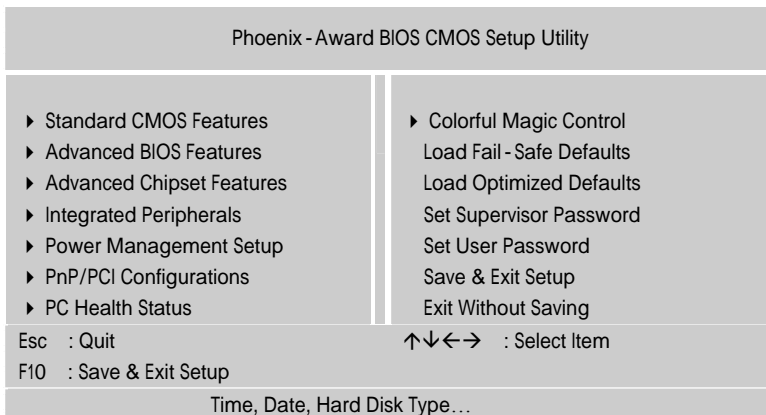 Phoenix - Award BIOS CMOS Setup Utility
Standard CMOS Features
Advanced BIOS Features
Advanced Chipset Features
Integrated Peripherals
Power Management Setup
PnP/PCI Configurations
PC Health Status
Colorful Magic Control
Load Fail - Safe Defaults
Load Optimized Defaults
Set Supervisor Password
Set User Password
Save & Exit Setup
Exit Without Saving
Esc : Quit
↑↓←→ : Select Item
F10 : Save & Exit Setup
Time, Date, Hard Disk Type…